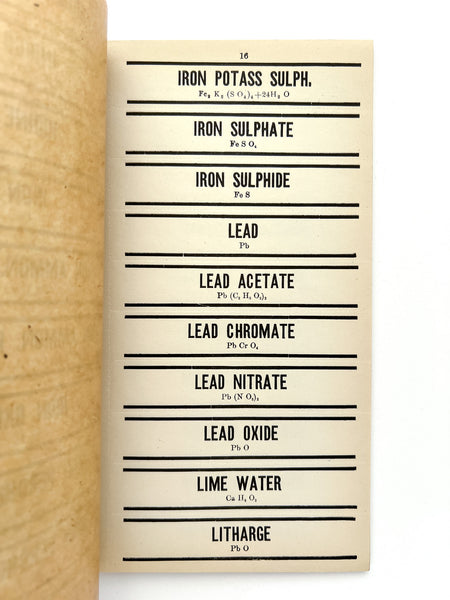 16
IRON POTASS SULPH.
Fe₂ K₂ (S O₄)₄+24H₂ O
IRON SULPHATE
Fe S O₄
IRON SULPHIDE
Fe S
LEAD
Pb
LEAD ACETATE
Pb (C₂ H₃ O₂)₂
LEAD CHROMATE
Pb Cr O₄
LEAD NITRATE
Pb (N O₃)₂
LEAD OXIDE
Pb O
LIME WATER
Ca H₂ O₂
LITHARGE
Pb O